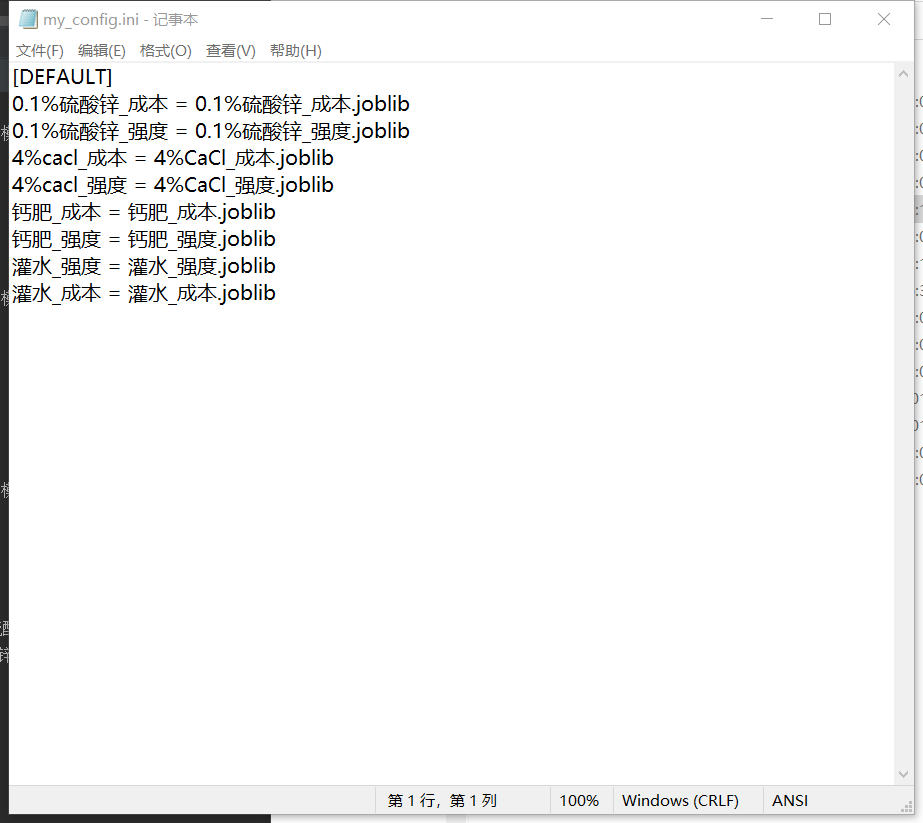 my_config.ini - 记事本
文件(F) 编辑(E) 格式(O) 查看(V) 帮助(H)
[DEFAULT]
0.1%硫酸锌_成本 = 0.1%硫酸锌_成本.joblib
0.1%硫酸锌_强度 = 0.1%硫酸锌_强度.joblib
4%cacl_成本 = 4%CaCl_成本.joblib
4%cacl_强度 = 4%CaCl_强度.joblib
钙肥_成本 = 钙肥_成本.joblib
钙肥_强度 = 钙肥_强度.joblib
灌水_强度 = 灌水_强度.joblib
灌水_成本 = 灌水_成本.joblib
第 1 行，第 1 列 100% Windows (CRLF) ANSI